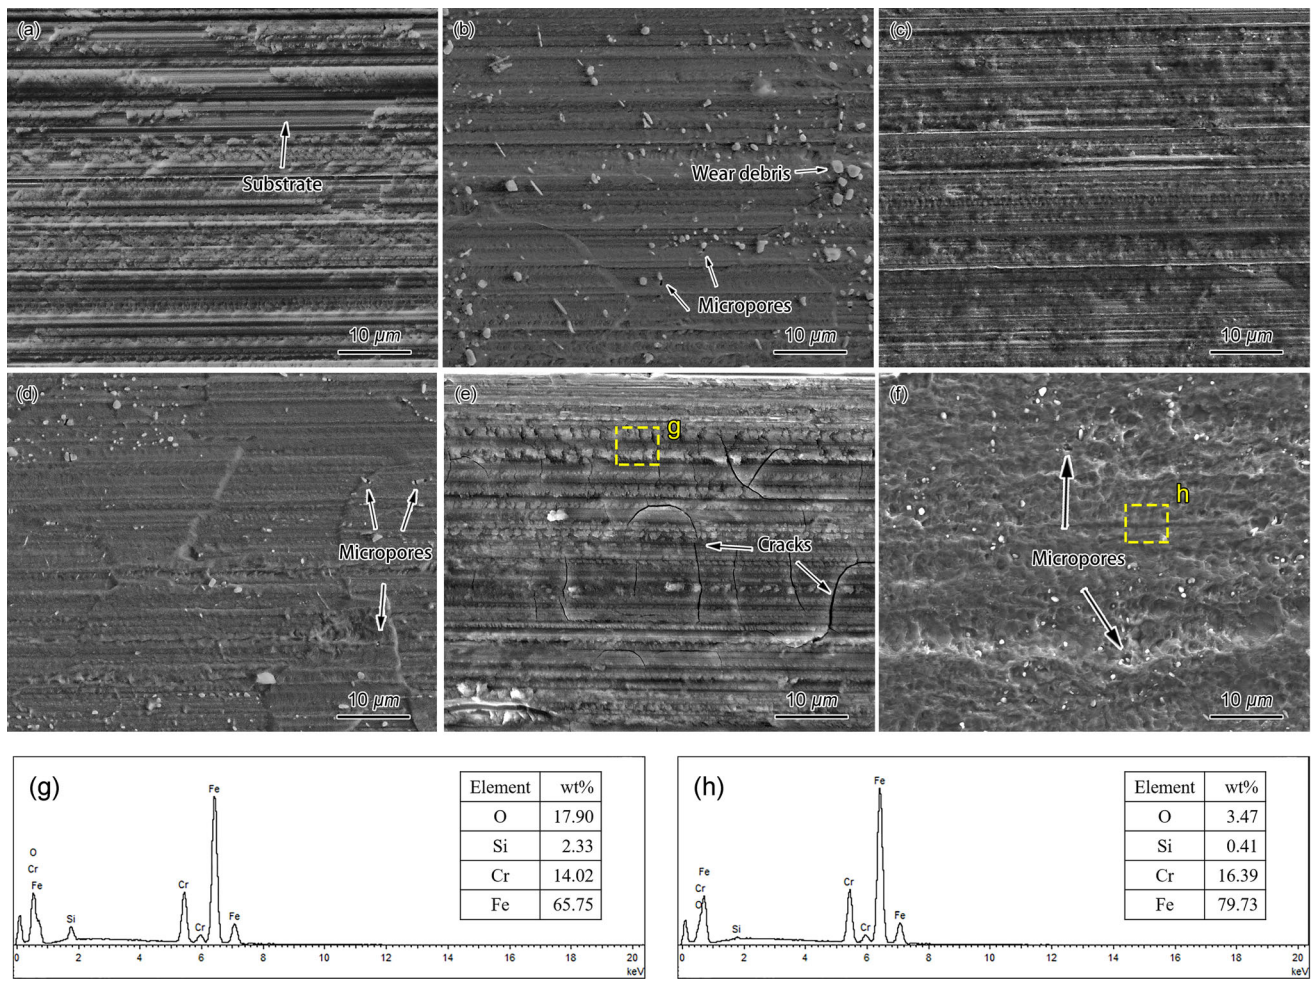 (a)
Substrate
10 μm
(b)
Wear debris
Micropores
10 μm
(c)
10 μm
(d)
Micropores
10 μm
(e)
g
Cracks
10 μm
(f)
h
Micropores
10 μm
(g)
Fe
O
Cr
Fe
Si
Cr
Cr
Fe
Element wt%
O 17.90
Si 2.33
Cr 14.02
Fe 65.75
0 2 4 6 8 10 12 14 16 18 20
keV
(h)
Fe
Fe
Cr
O
Si
Cr
Cr
Fe
Element wt%
O 3.47
Si 0.41
Cr 16.39
Fe 79.73
0 2 4 6 8 10 12 14 16 18 20
keV